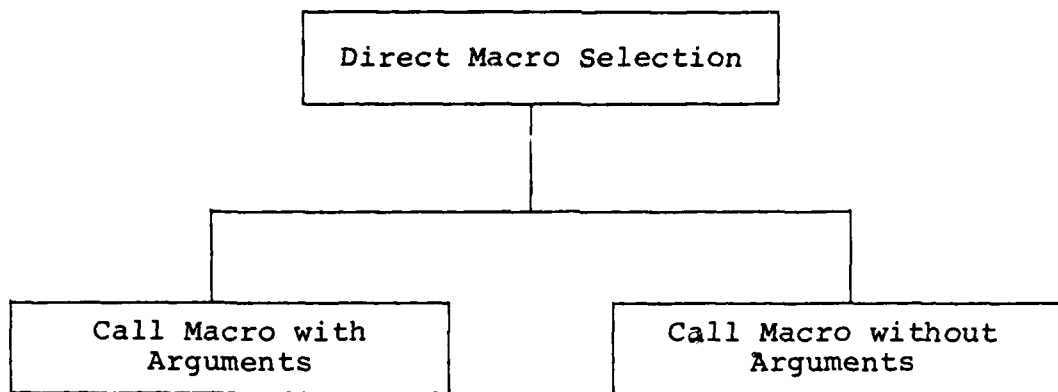 Direct Macro Selection
Call Macro with
Arguments
Call Macro without
Arguments